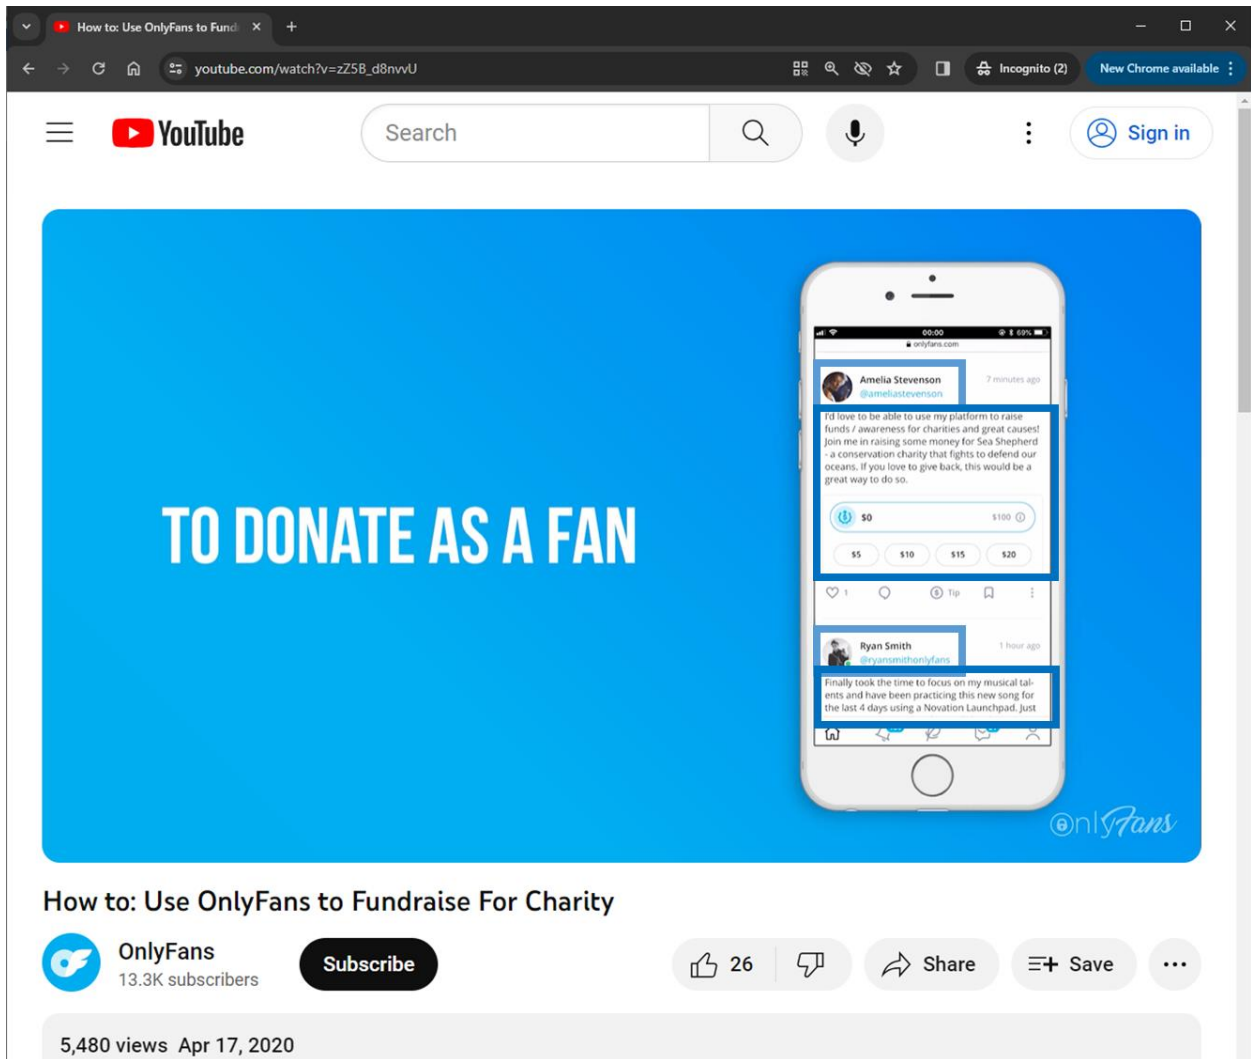 How to: Use OnlyFans to Fund
youtube.com/watch?v=zZ5B_d8nvvU
Incognito (2)
New Chrome available
YouTube
Search
Sign in
00:00
69%
onlyfans.com
Amelia Stevenson
7 minutes ago
@ameliastevenson
I'd love to be able to use my platform to raise
funds / awareness for charities and great causes!
Join me in raising some money for Sea Shepherd
- a conservation charity that fights to defend our
oceans. If you love to give back, this would be a
great way to do so.
TO DONATE AS A FAN
$0
$100
$5
$10
$15
$20
1
Tip
Ryan Smith
1 hour ago
@ryansmithonlyfans
Finally took the time to focus on my musical tal-
ents and have been practicing this new song for
the last 4 days using a Novation Launchpad. Just
OnlyFans
How to: Use OnlyFans to Fundraise For Charity
OnlyFans
13.3K subscribers
Subscribe
26
Share
Save
5,480 views Apr 17, 2020